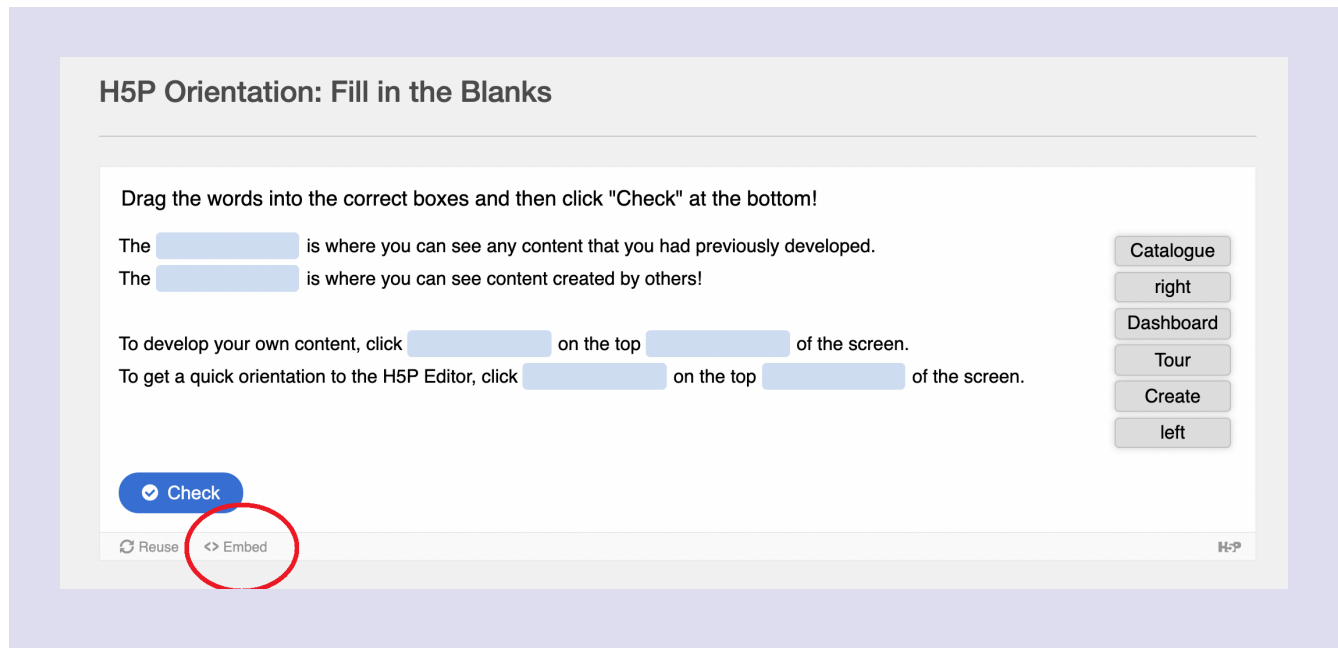 H5P Orientation: Fill in the Blanks
Drag the words into the correct boxes and then click "Check" at the bottom!
The is where you can see any content that you had previously developed.
The is where you can see content created by others!
To develop your own content, click on the top of the screen.
To get a quick orientation to the H5P Editor, click on the top of the screen.
Catalogue
right
Dashboard
Tour
Create
left
Check
Reuse <> Embed
H5P